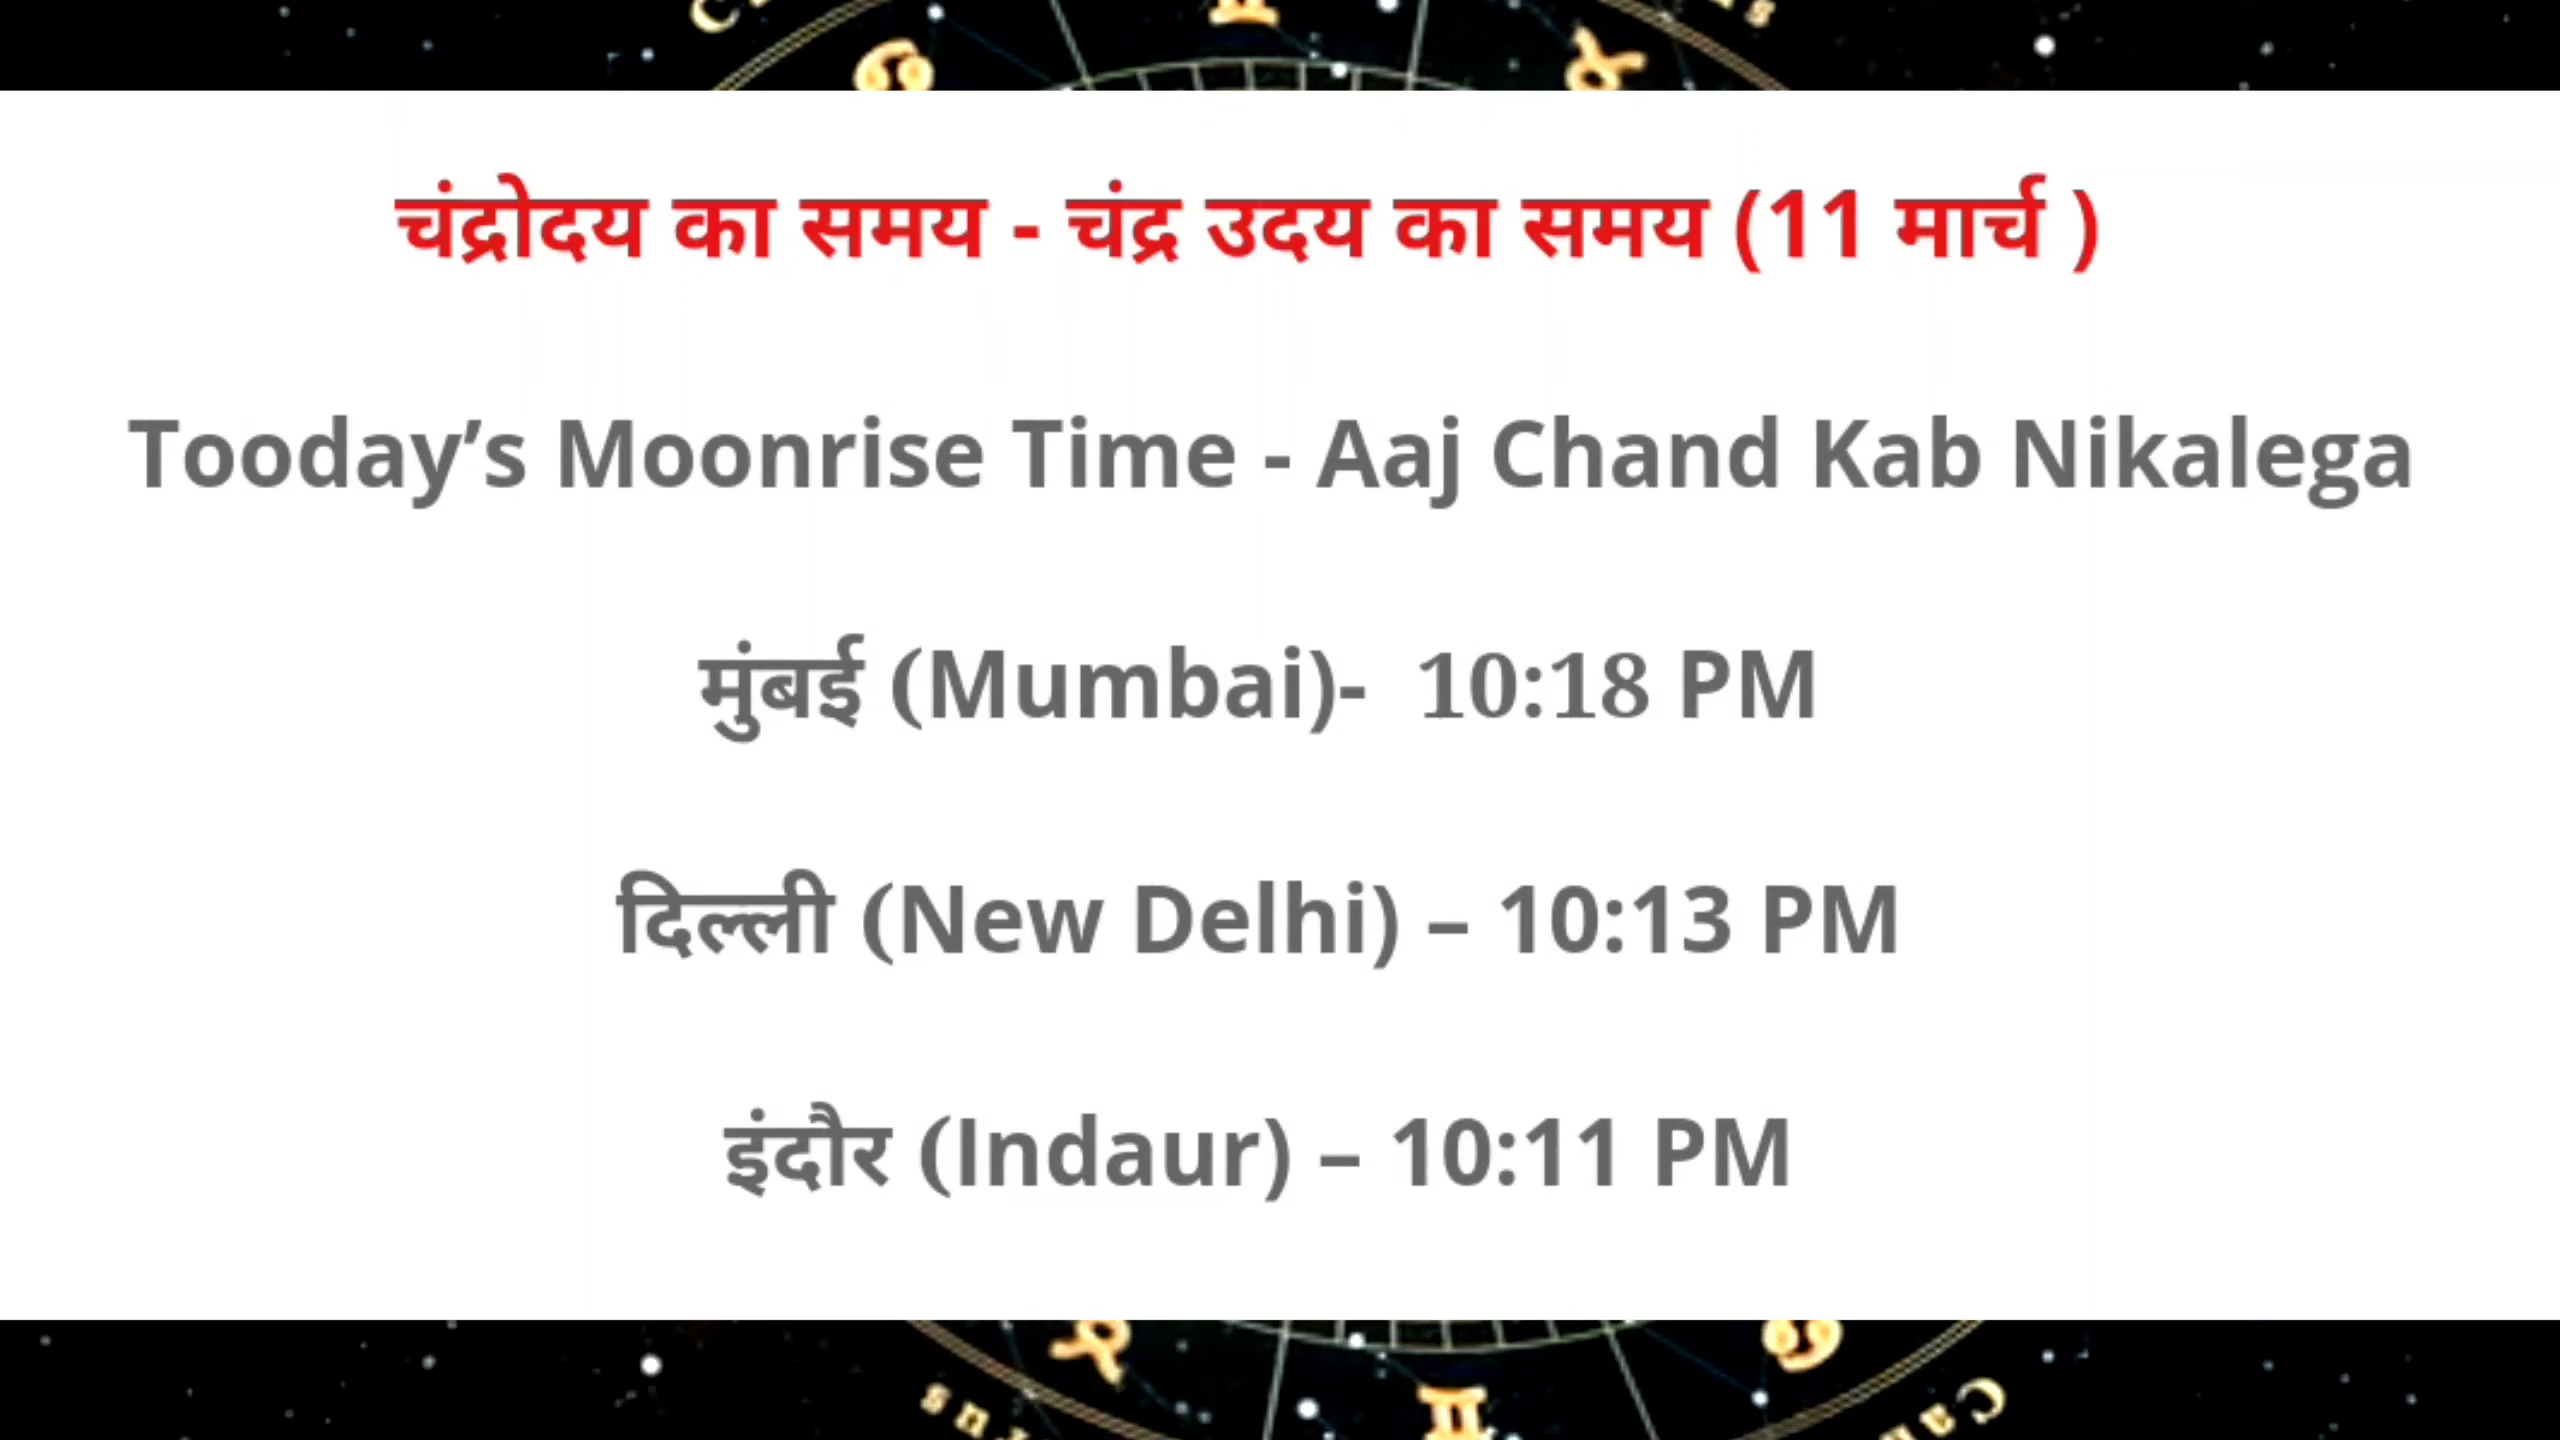 चंद्रोदय का समय - चंद्र उदय का समय (11 मार्च )
Tooday’s Moonrise Time - Aaj Chand Kab Nikalega
मुंबई (Mumbai)- 10:18 PM
दिल्ली (New Delhi) – 10:13 PM
इंदौर (Indaur) – 10:11 PM